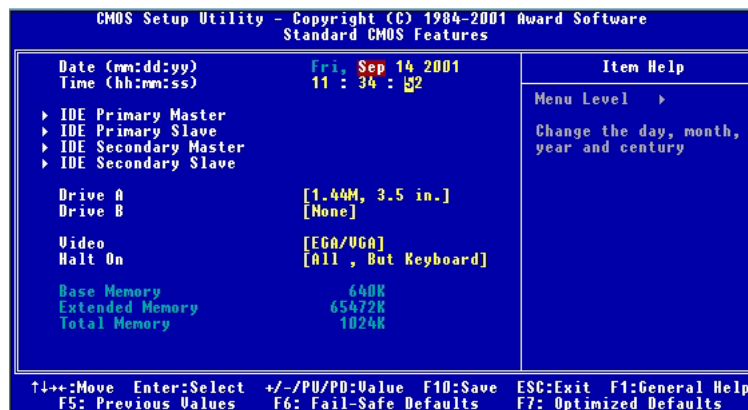 CMOS Setup Utility - Copyright (C) 1984-2001 Award Software
Standard CMOS Features
Date (mm:dd:yy) Fri, Sep 14 2001
Time (hh:mm:ss) 11 : 34 : 52
▶ IDE Primary Master
▶ IDE Primary Slave
▶ IDE Secondary Master
▶ IDE Secondary Slave
Drive A [1.44M, 3.5 in.]
Drive B [None]
Video [EGA/VGA]
Halt On [All , But Keyboard]
Base Memory 640K
Extended Memory 65472K
Total Memory 1024K
Item Help
Menu Level ▶
Change the day, month,
year and century
↑↓→←:Move Enter:Select +/-/PU/PD:Value F10:Save ESC:Exit F1:General Help
F5: Previous Values F6: Fail-Safe Defaults F7: Optimized Defaults